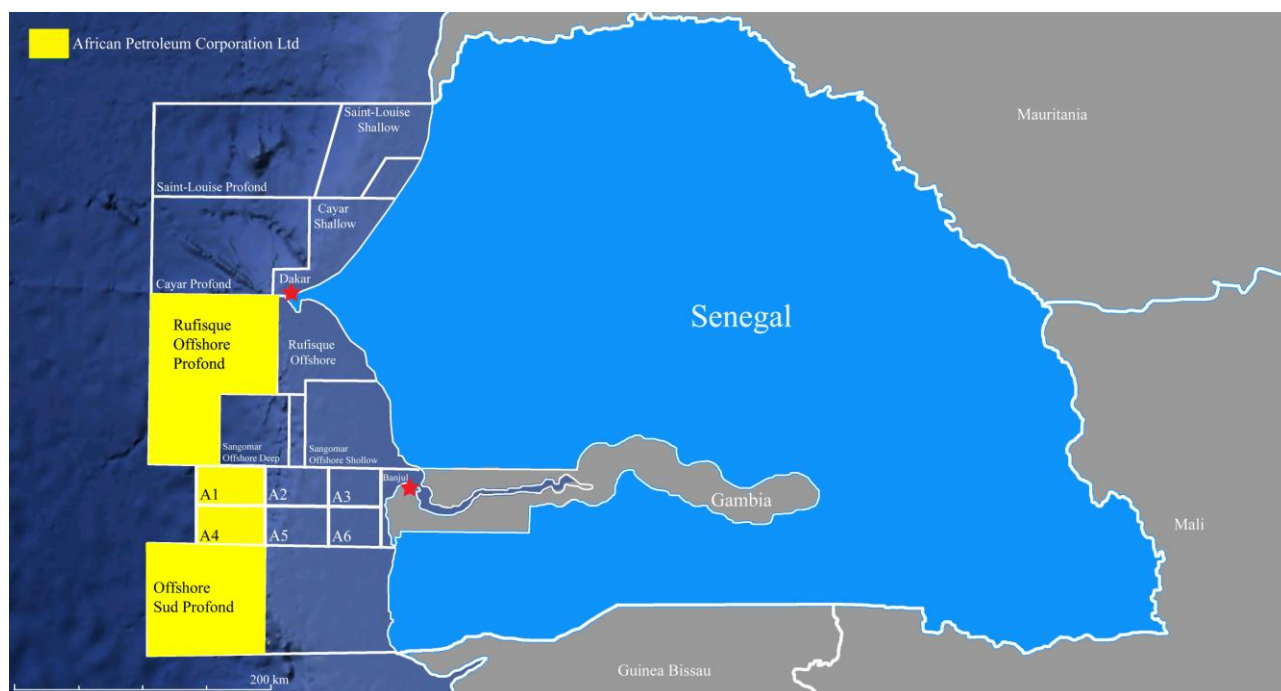 African Petroleum Corporation Ltd
Mauritania
Saint-Louise
Shallow
Saint-Louise Profond
Cayar
Shallow
Cayar Profond
Dakar
Senegal
Rufisque
Offshore
Profond
Rufisque
Offshore
Sangomar
Offshore Deep
Sangomar
Offshore Shollow
Banjul
A1
A2
A3
Gambia
A4
A5
A6
Mali
Offshore
Sud Profond
Guinea Bissau
200 km